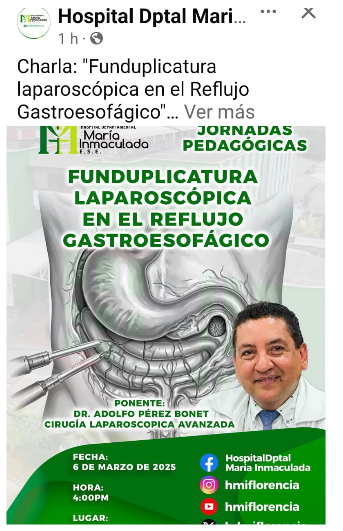 Hospital Dptal Mari...
1 h
Charla: "Funduplicatura
laparoscópica en el Reflujo
Gastroesofágico"... Ver más
María
Inmaculada
E.S.E.
JORNADAS
PEDAGÓGICAS
FUNDUPLICATURA
LAPAROSCÓPICA
EN EL REFLUJO
GASTROESOFÁGICO
PONENTE:
DR. ADOLFO PÉREZ BONET
CIRUGÍA LAPAROSCOPICA AVANZADA
FECHA:
6 DE MARZO DE 2025
HORA:
4:00PM
LUGAR:
HospitalDptal
Maria Inmaculada
hmiflorencia
hmiflorencia